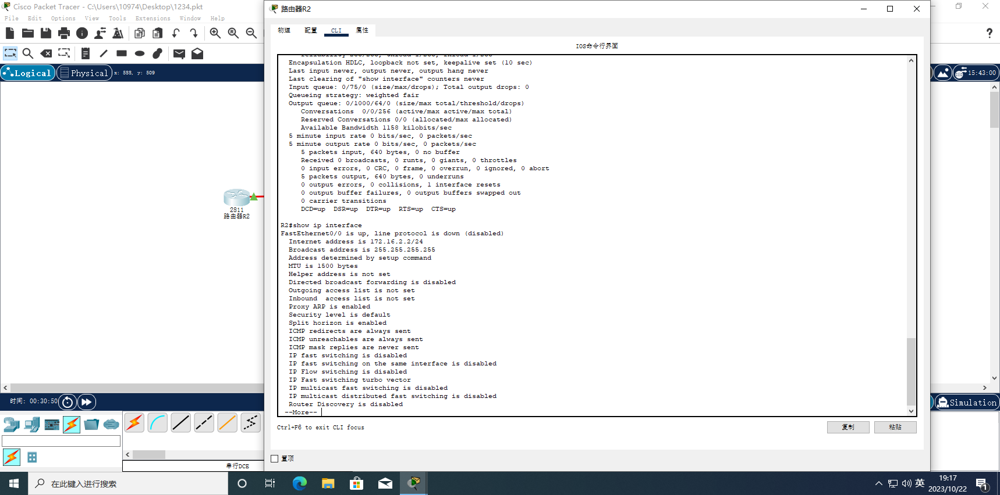 Cisco Packet Tracer - C:\Users\10974\Desktop\1234.pkt
File Edit Options View Tools Extensions Window Help
Logical
Physical
x: 538, y: 509
15:43:00
2811
路由器R2
时间: 00:30:50
Simulation
串行DCE
路由器R2
物理 配置 CLI 属性
IOS命令行界面
Encapsulation HDLC, loopback not set, keepalive set (10 sec)
Last input never, output never, output hang never
Last clearing of "show interface" counters never
Input queue: 0/75/0 (size/max/drops); Total output drops: 0
Queueing strategy: weighted fair
Output queue: 0/1000/64/0 (size/max total/threshold/drops)
Conversations  0/0/256 (active/max active/max total)
Reserved Conversations 0/0 (allocated/max allocated)
Available Bandwidth 1158 kilobits/sec
5 minute input rate 0 bits/sec, 0 packets/sec
5 minute output rate 0 bits/sec, 0 packets/sec
5 packets input, 640 bytes, 0 no buffer
Received 0 broadcasts, 0 runts, 0 giants, 0 throttles
0 input errors, 0 CRC, 0 frame, 0 overrun, 0 ignored, 0 abort
5 packets output, 640 bytes, 0 underruns
0 output errors, 0 collisions, 1 interface resets
0 output buffer failures, 0 output buffers swapped out
0 carrier transitions
DCD=up  DSR=up  DTR=up  RTS=up  CTS=up
R2#show ip interface
FastEthernet0/0 is up, line protocol is down (disabled)
Internet address is 172.16.2.2/24
Broadcast address is 255.255.255.255
Address determined by setup command
MTU is 1500 bytes
Helper address is not set
Directed broadcast forwarding is disabled
Outgoing access list is not set
Inbound  access list is not set
Proxy ARP is enabled
Security level is default
Split horizon is enabled
ICMP redirects are always sent
ICMP unreachables are always sent
ICMP mask replies are never sent
IP fast switching is disabled
IP fast switching on the same interface is disabled
IP Flow switching is disabled
IP Fast switching turbo vector
IP multicast fast switching is disabled
IP multicast distributed fast switching is disabled
Router Discovery is disabled
--More--
Ctrl+F6 to exit CLI focus
复制
粘贴
置顶
在此键入进行搜索
英
19:17
2023/10/22
1